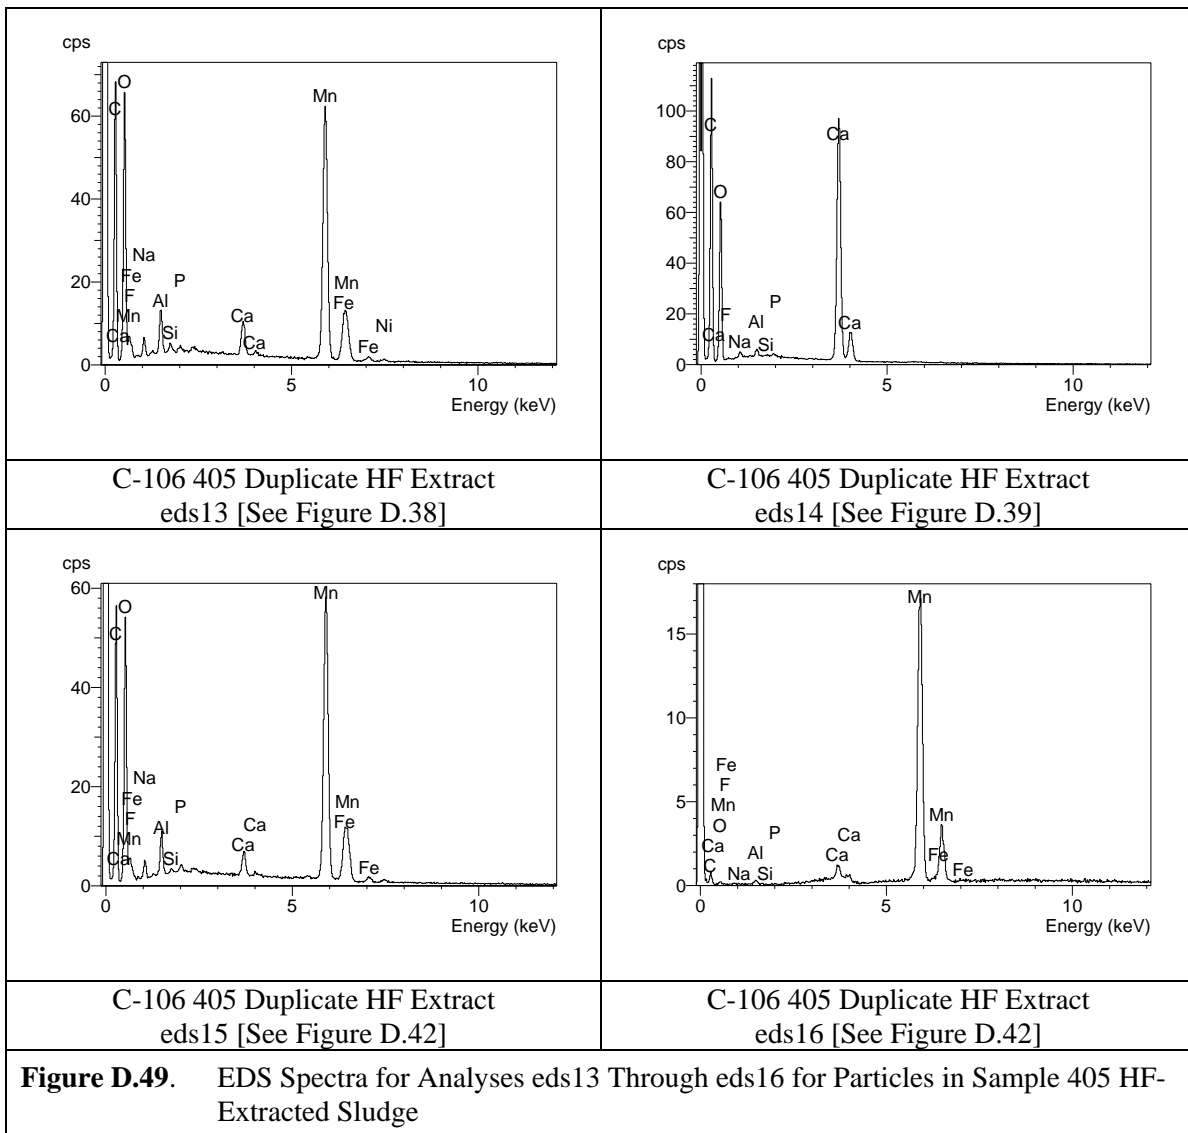 cps
O
C
60
Mn
40
Na
Fe
F
Mn
Ca
20
P
Al
Si
Ca
Ca
Mn
Fe
Fe
Ni
0
0
5
10
Energy (keV)
C-106 405 Duplicate HF Extract
eds13 [See Figure D.38]
cps
100
C
Ca
80
O
60
40
20
F
P
Ca
Al
Na
Si
Ca
0
0
5
10
Energy (keV)
C-106 405 Duplicate HF Extract
eds14 [See Figure D.39]
cps
60
O
Mn
C
40
20
Na
Fe
F
Mn
Ca
P
Al
Si
Ca
Ca
Mn
Fe
Fe
0
0
5
10
Energy (keV)
C-106 405 Duplicate HF Extract
eds15 [See Figure D.42]
cps
Mn
15
10
Fe
F
5
Mn
O
Ca
C
P
Al
Na
Si
Ca
Ca
Mn
Fe
Fe
0
0
5
10
Energy (keV)
C-106 405 Duplicate HF Extract
eds16 [See Figure D.42]
Figure D.49. EDS Spectra for Analyses eds13 Through eds16 for Particles in Sample 405 HF-
Extracted Sludge